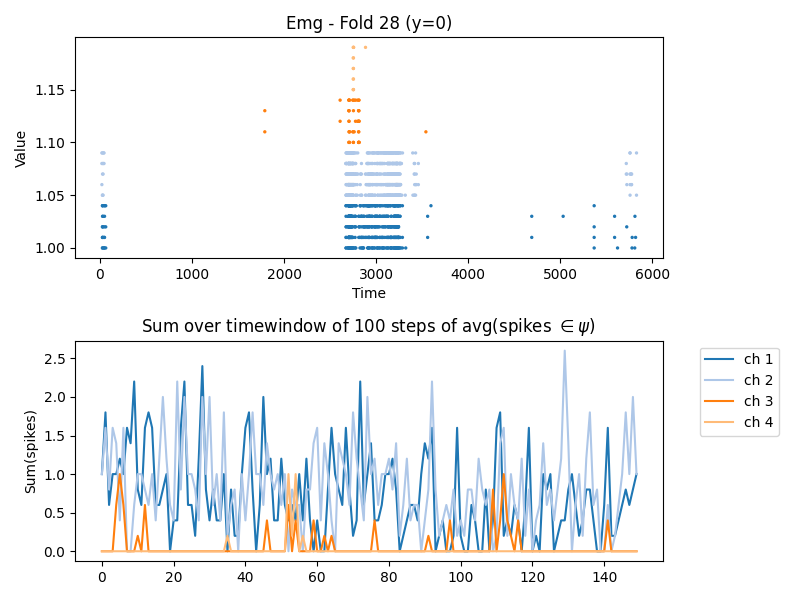 Emg - Fold 28 (y=0)
Value
1.15
1.10
1.05
1.00
0 1000 2000 3000 4000 5000 6000
Time
Sum over timewindow of 100 steps of avg(spikes ∈ψ)
Sum(spikes)
2.5
2.0
1.5
1.0
0.5
0.0
0 20 40 60 80 100 120 140
ch 1
ch 2
ch 3
ch 4